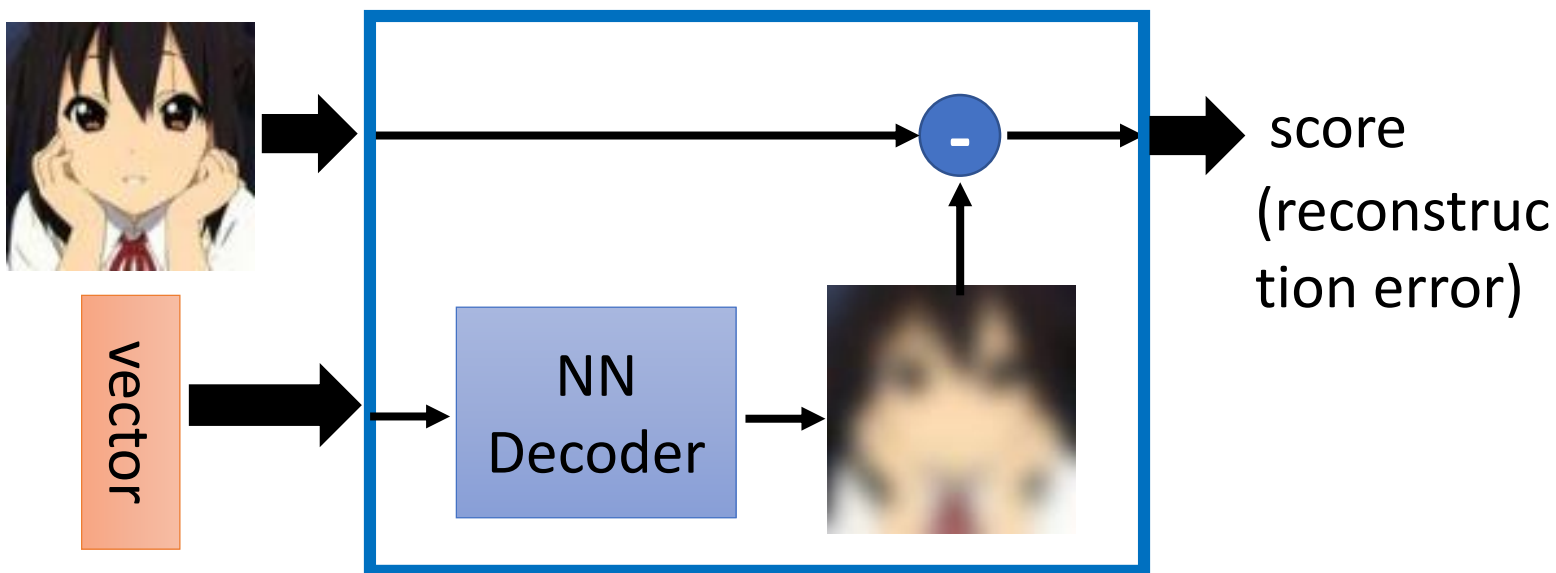 score
(reconstruc
tion error)
vector
NN
Decoder
-